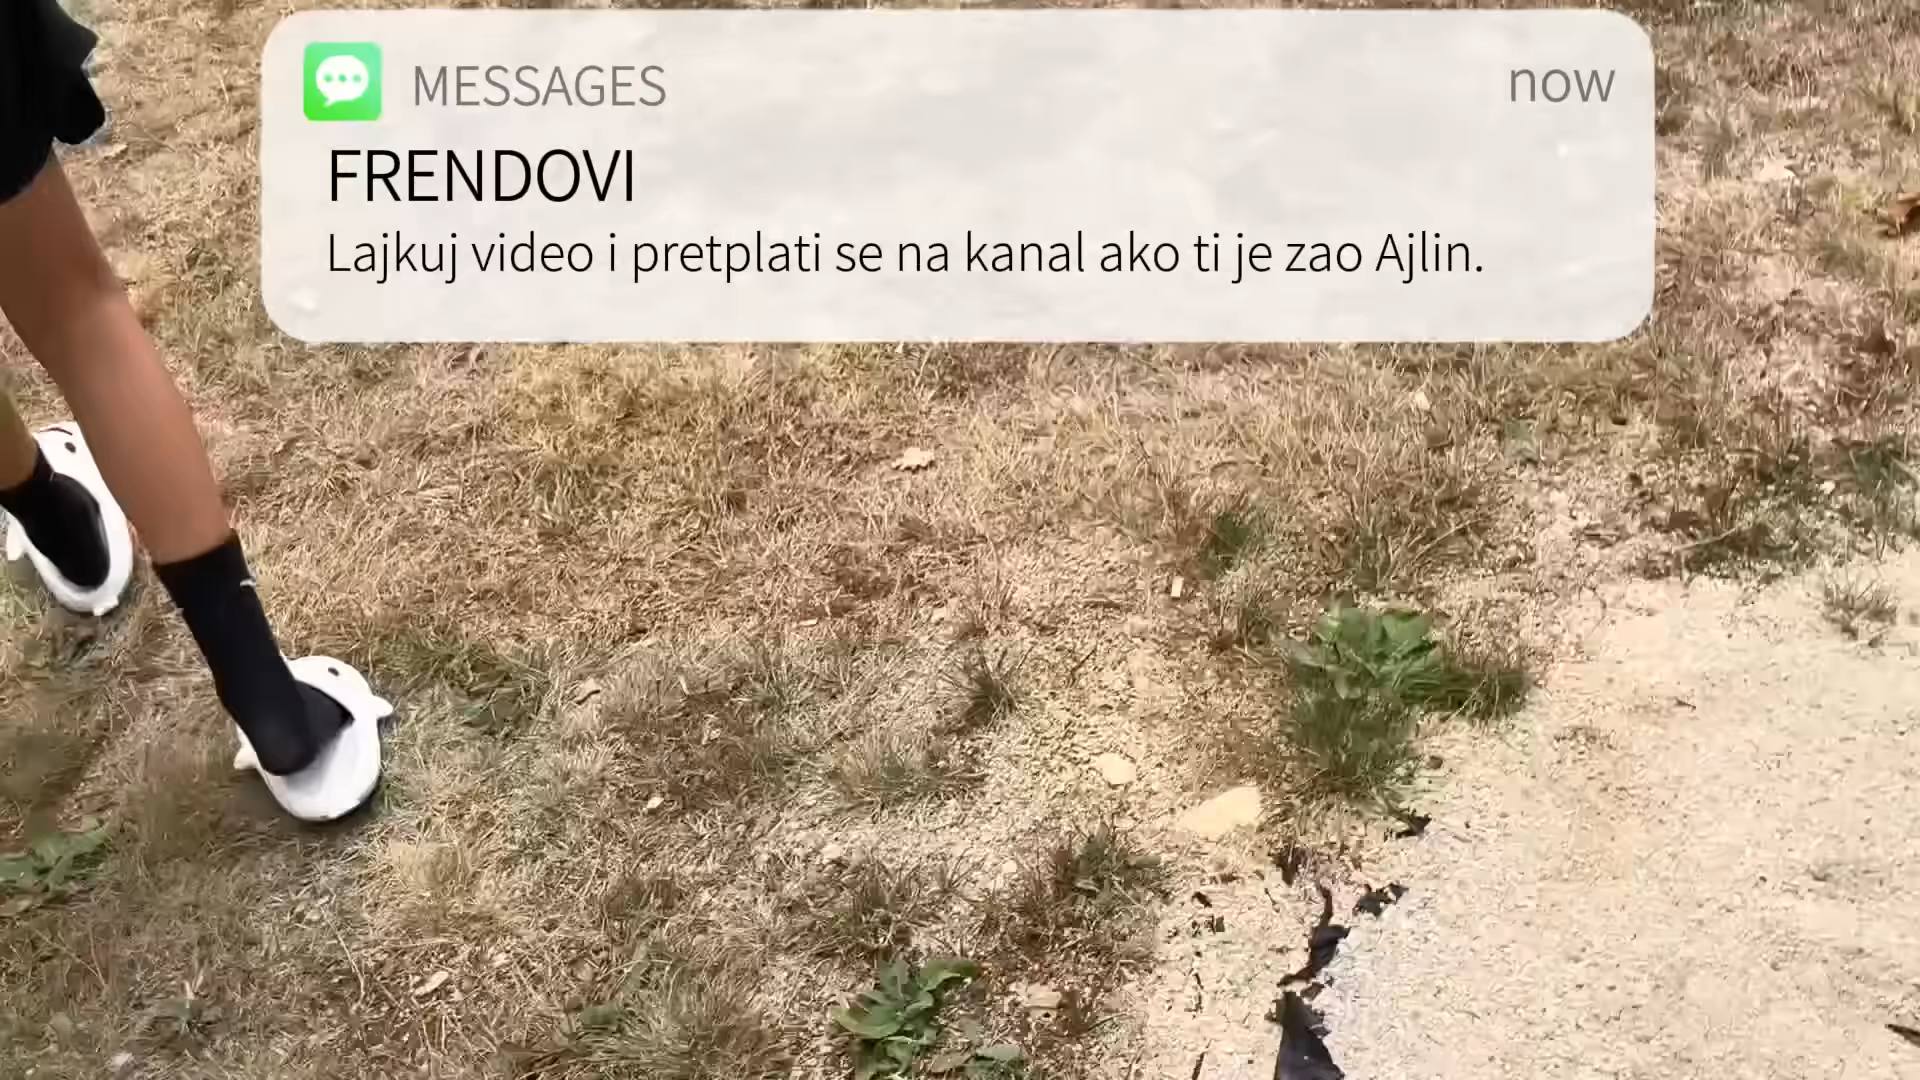 MESSAGES
now
FRENDOVI
Lajkuj video i pretplati se na kanal ako ti je zao Ajlin.